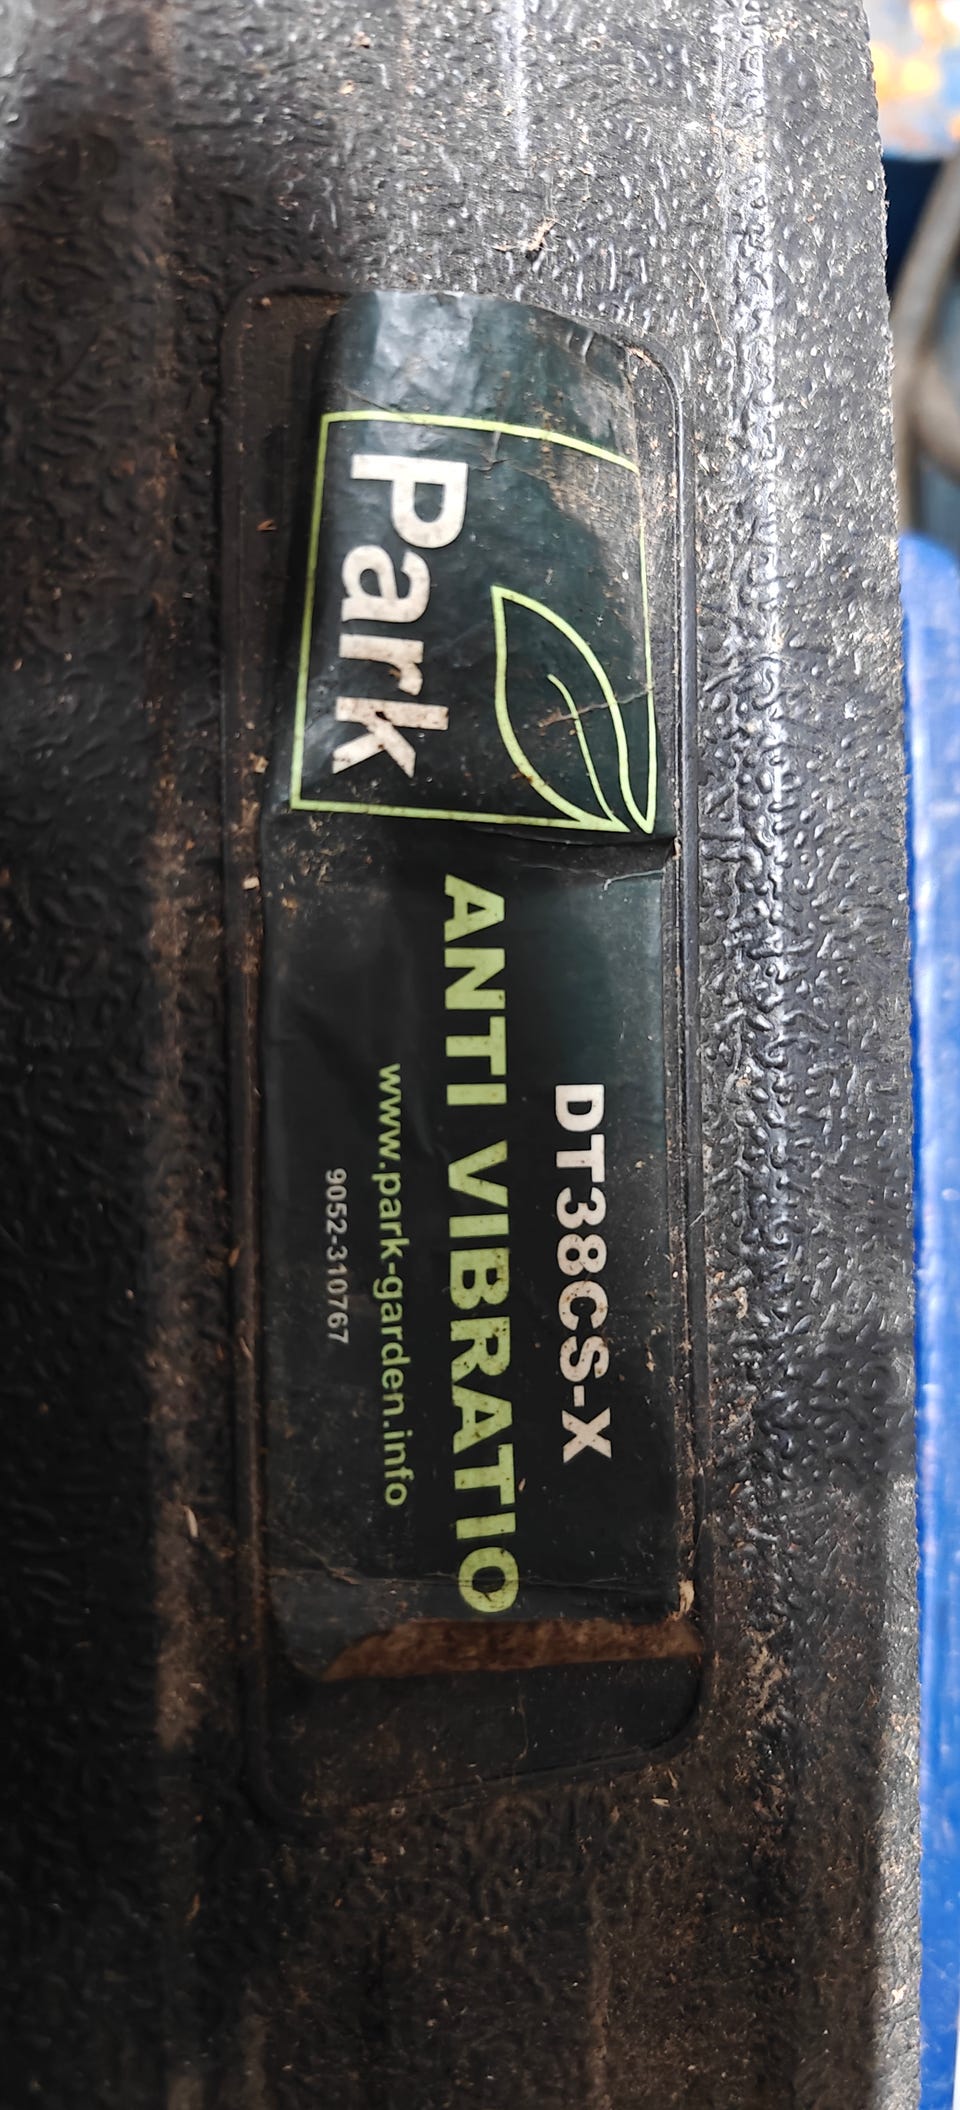 Park
DT38CS-X
ANTI VIBRATIO
www.park-garden.info
9052-310767